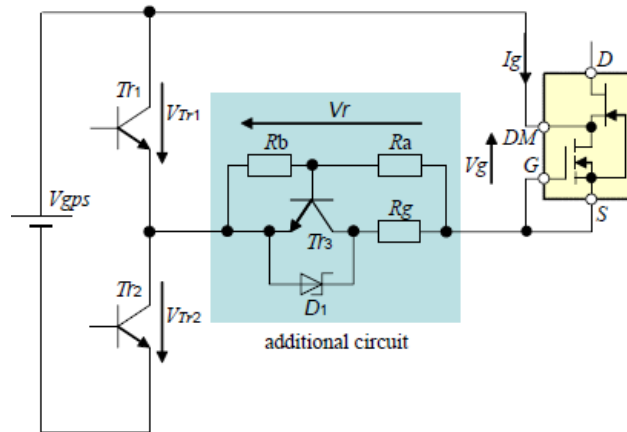 Ig
D
Tr1
VTr1
Vr
Rb
Ra
Vg
DM
G
Vgps
Rg
S
Tr3
Tr2
VTr2
D1
additional circuit